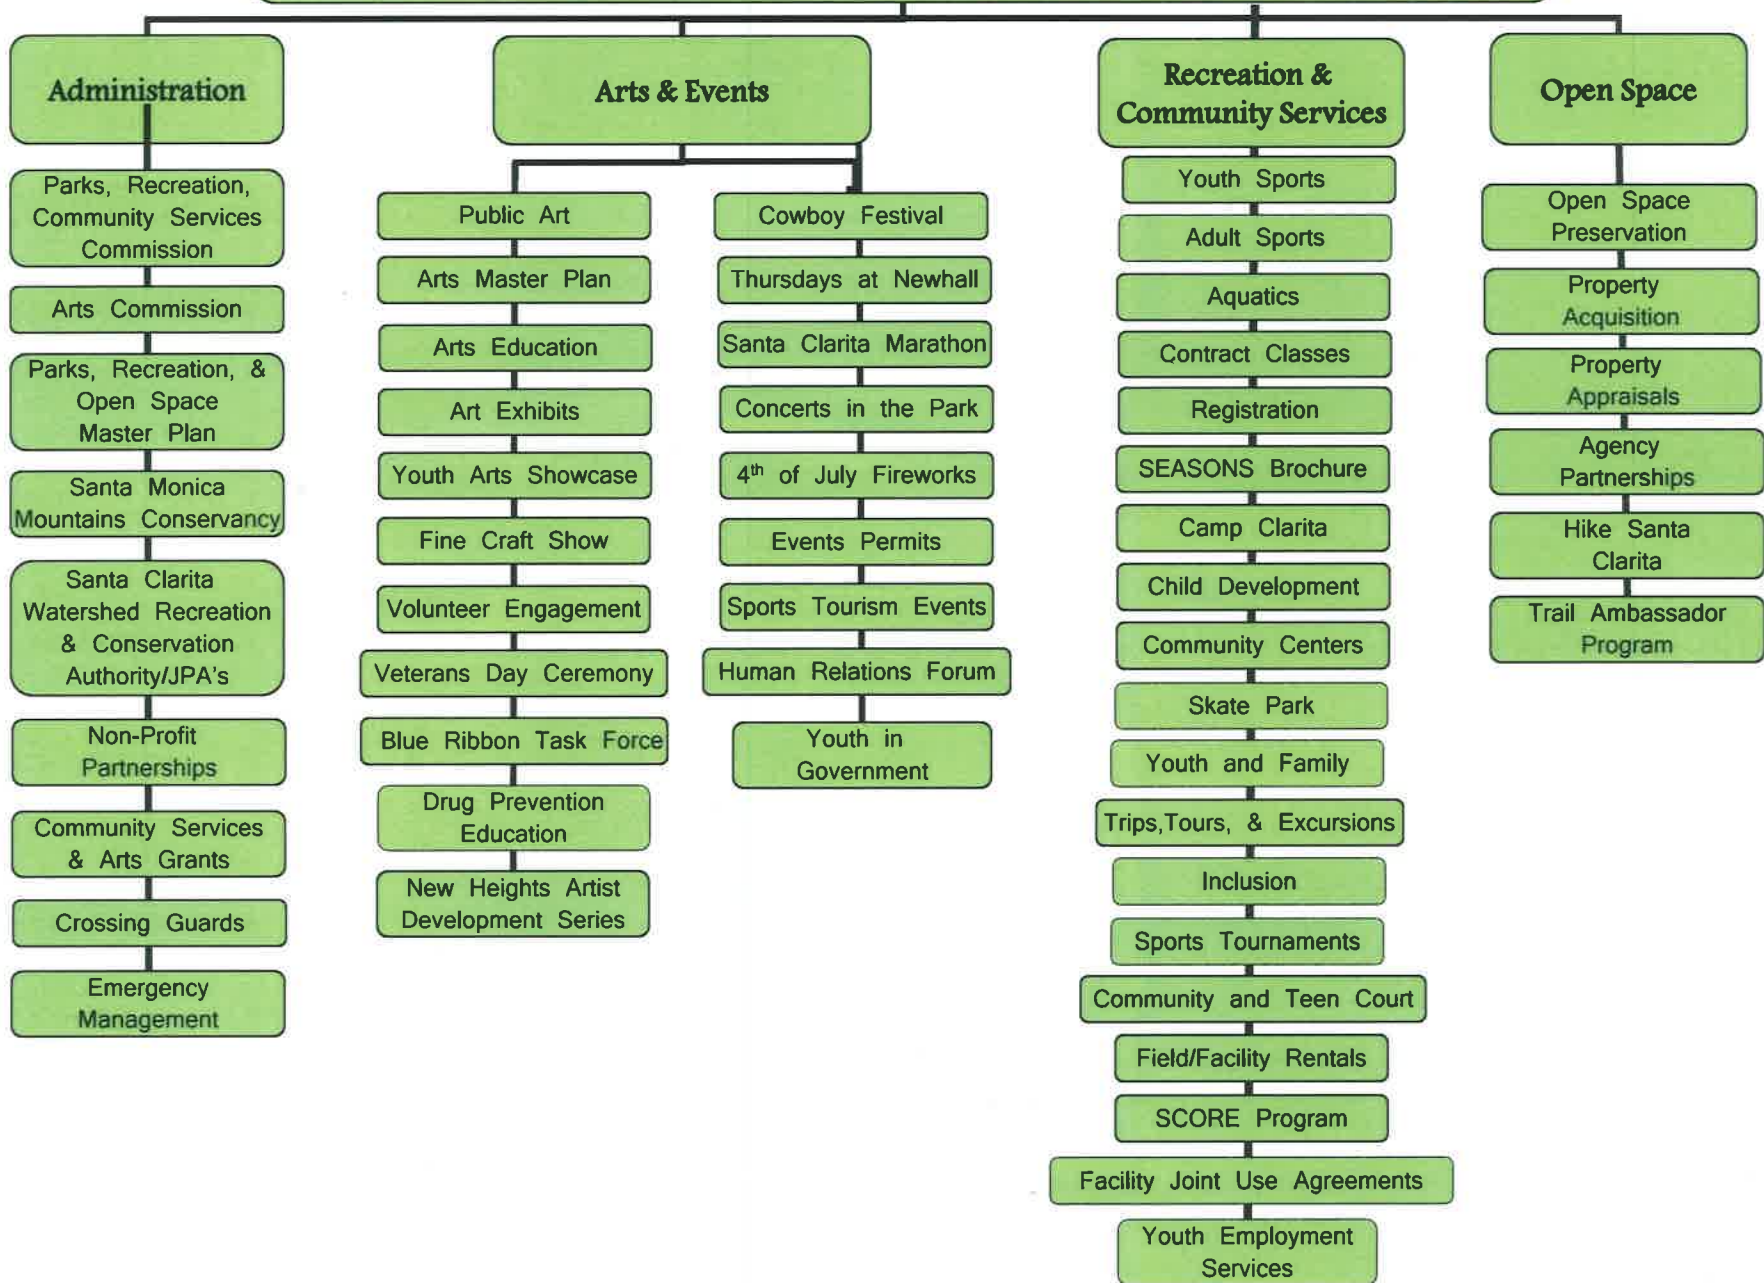 Administration
Parks, Recreation,
Community Services
Commission
Arts Commission
Parks, Recreation, &
Open Space
Master Plan
Santa Monica
Mountains Conservancy
Santa Clarita
Watershed Recreation
& Conservation
Authority/JPA's
Non-Profit
Partnerships
Community Services
& Arts Grants
Crossing Guards
Emergency
Management
Arts & Events
Public Art
Arts Master Plan
Arts Education
Art Exhibits
Youth Arts Showcase
Fine Craft Show
Volunteer Engagement
Veterans Day Ceremony
Blue Ribbon Task Force
Drug Prevention
Education
New Heights Artist
Development Series
Cowboy Festival
Thursdays at Newhall
Santa Clarita Marathon
Concerts in the Park
4th of July Fireworks
Events Permits
Sports Tourism Events
Human Relations Forum
Youth in
Government
Recreation &
Community Services
Youth Sports
Adult Sports
Aquatics
Contract Classes
Registration
SEASONS Brochure
Camp Clarita
Child Development
Community Centers
Skate Park
Youth and Family
Trips,Tours, & Excursions
Inclusion
Sports Tournaments
Community and Teen Court
Field/Facility Rentals
SCORE Program
Facility Joint Use Agreements
Youth Employment
Services
Open Space
Open Space
Preservation
Property
Acquisition
Property
Appraisals
Agency
Partnerships
Hike Santa
Clarita
Trail Ambassador
Program